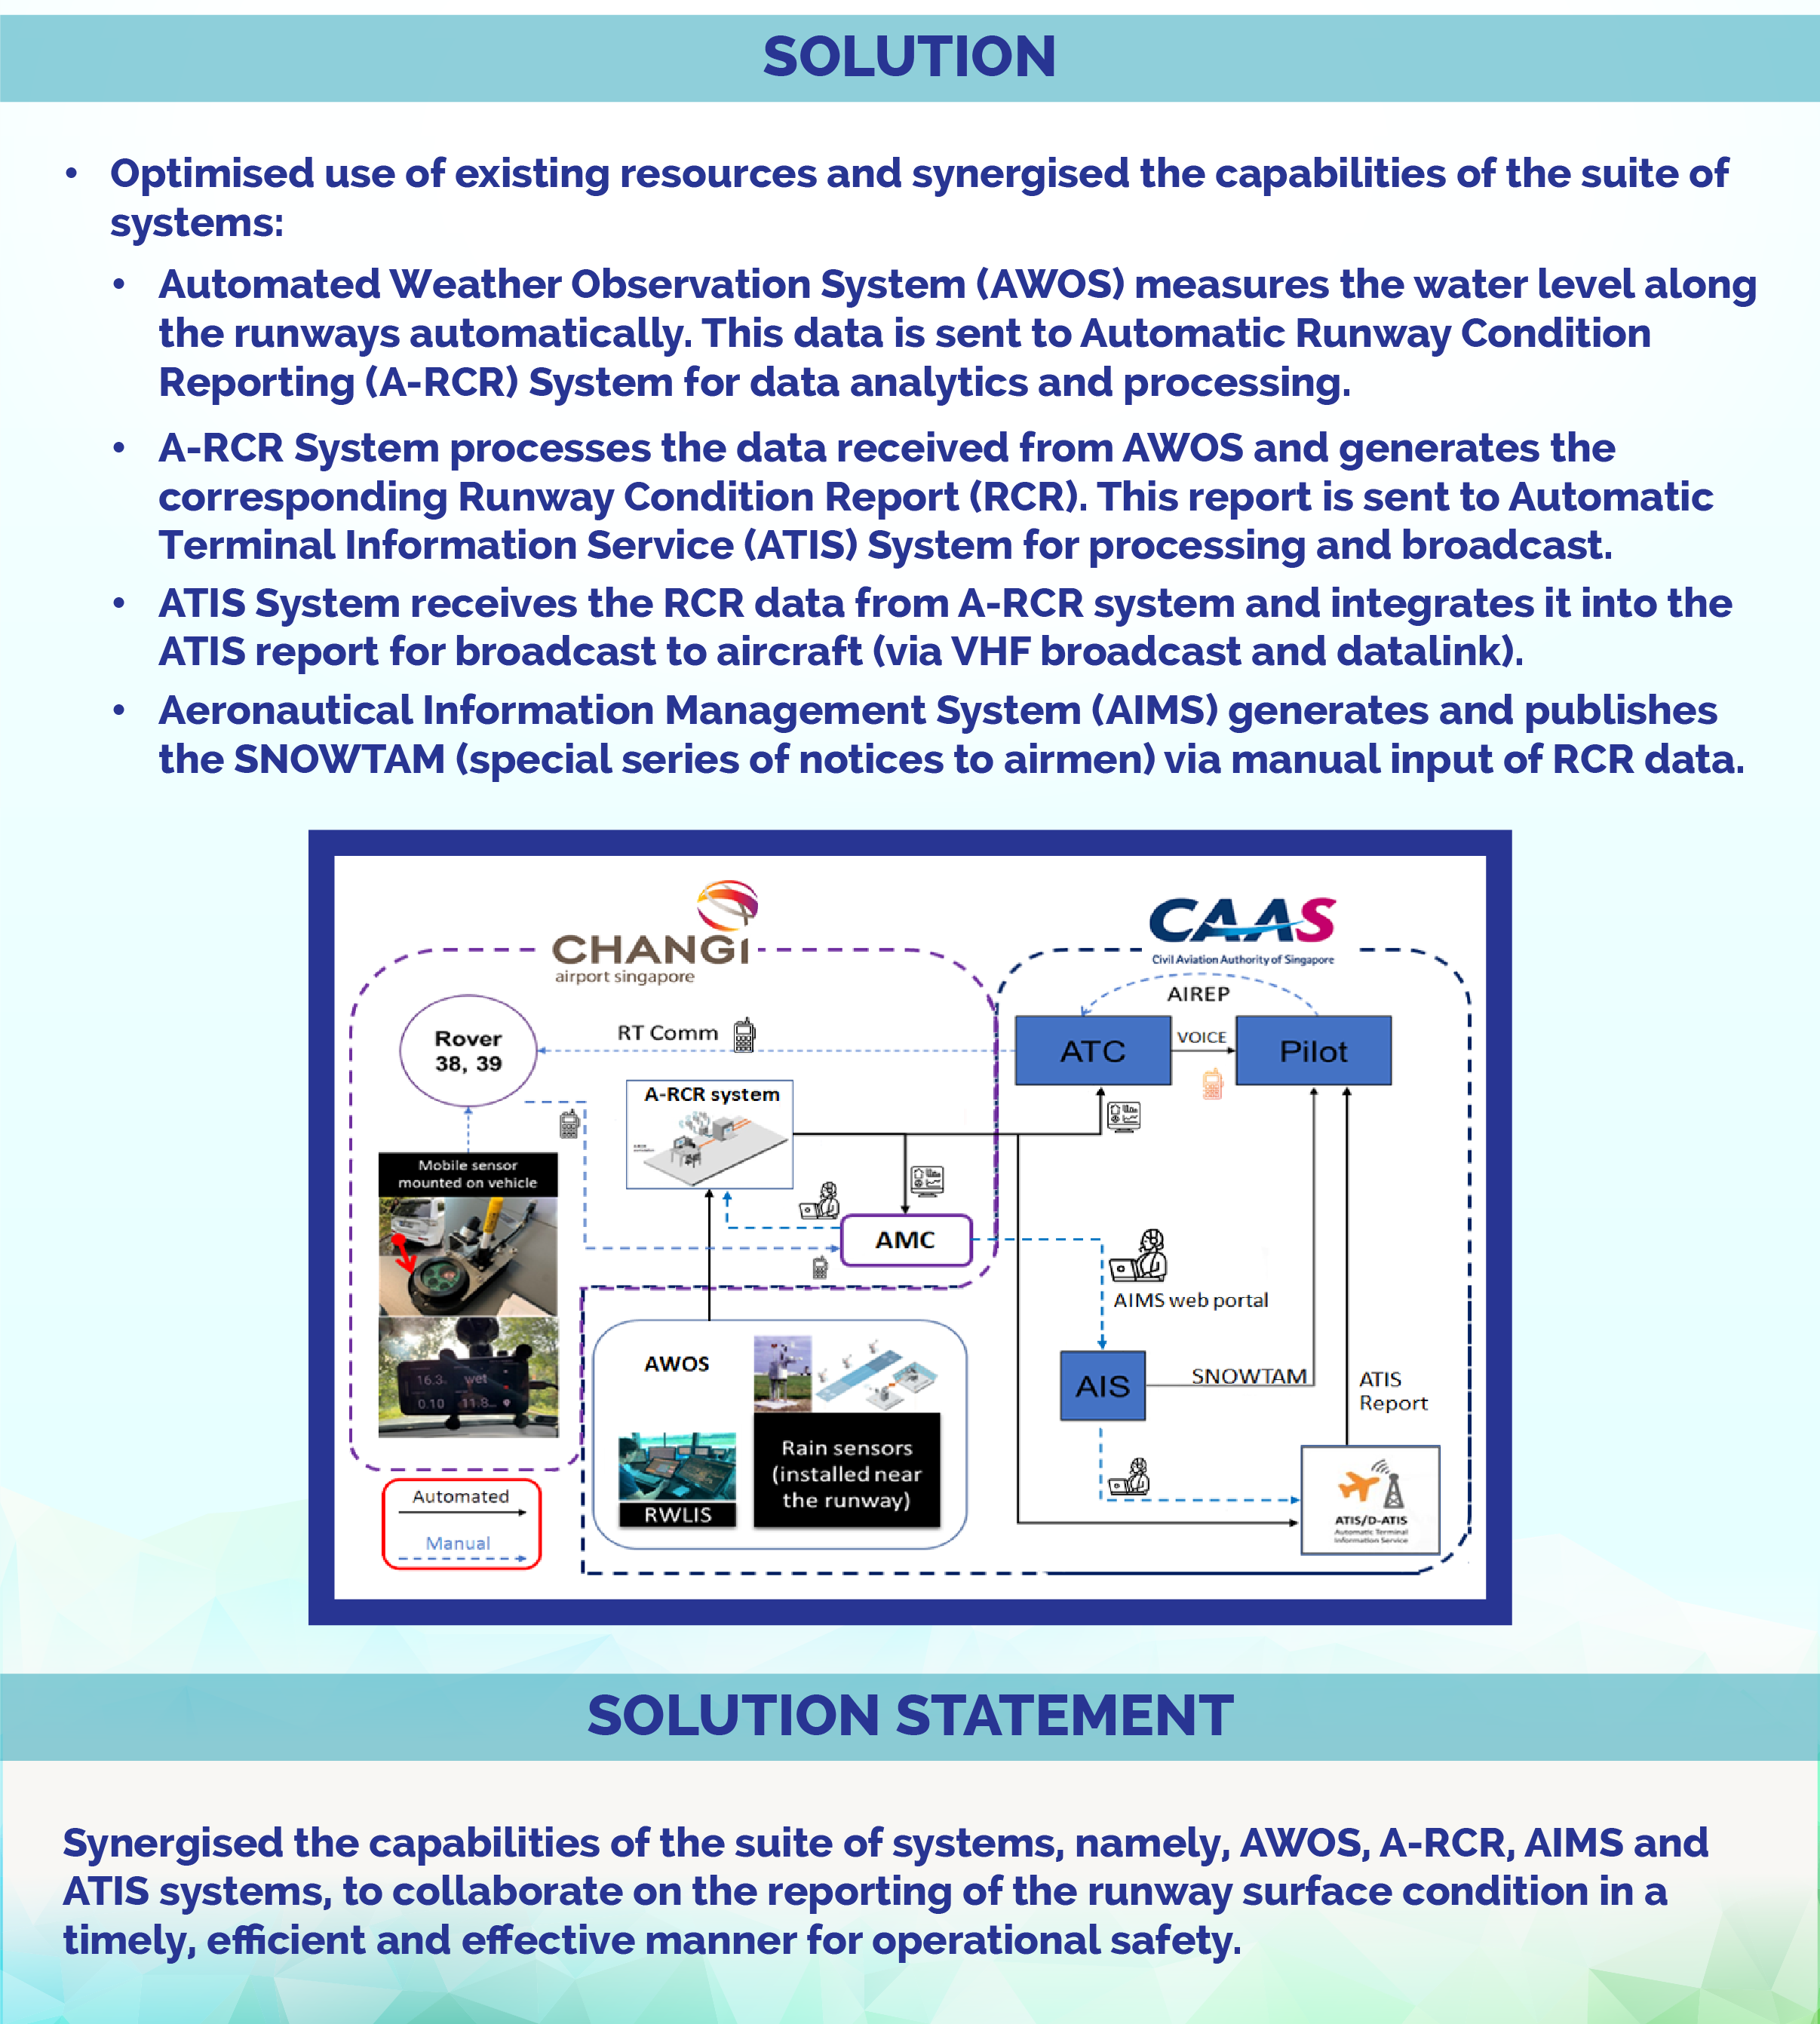 SOLUTION
• Optimised use of existing resources and synergised the capabilities of the suite of
systems:
• Automated Weather Observation System (AWOS) measures the water level along
the runways automatically. This data is sent to Automatic Runway Condition
Reporting (A-RCR) System for data analytics and processing.
• A-RCR System processes the data received from AWOS and generates the
corresponding Runway Condition Report (RCR). This report is sent to Automatic
Terminal Information Service (ATIS) System for processing and broadcast.
• ATIS System receives the RCR data from A-RCR system and integrates it into the
ATIS report for broadcast to aircraft (via VHF broadcast and datalink).
• Aeronautical Information Management System (AIMS) generates and publishes
the SNOWTAM (special series of notices to airmen) via manual input of RCR data.
CHANGI
airport singapore
CAAS
Civil Aviation Authority of Singapore
AIREP
Rover
38, 39
RT Comm
ATC
VOICE
Pilot
A-RCR system
Mobile sensor
mounted on vehicle
AMC
AIMS web portal
AWOS
16.3
wet
0.10
11.8
AIS
SNOWTAM
ATIS
Report
Rain sensors
(installed near
the runway)
RWLIS
Automated
Manual
ATIS/D-ATIS
Automatic Terminal
Information Service
SOLUTION STATEMENT
Synergised the capabilities of the suite of systems, namely, AWOS, A-RCR, AIMS and
ATIS systems, to collaborate on the reporting of the runway surface condition in a
timely, efficient and effective manner for operational safety.